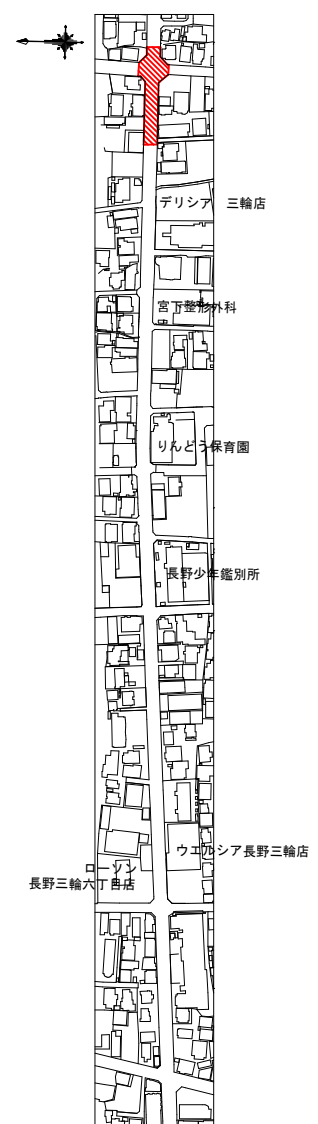 デリシア　三輪店
宮下整形外科
りんどう保育園
長野少年鑑別所
ウエルシア長野三輪店
ローソン
長野三輪六丁目店